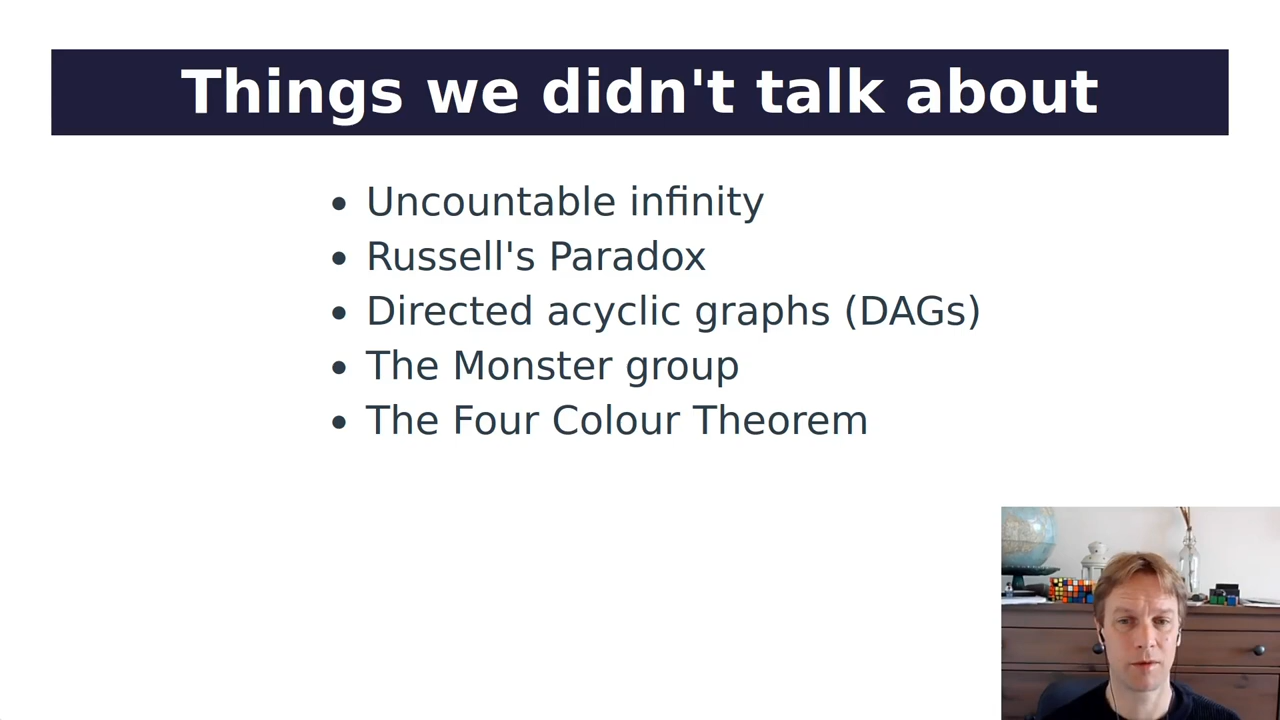 Things we didn't talk about
• Uncountable infinity
• Russell's Paradox
• Directed acyclic graphs (DAGs)
• The Monster group
• The Four Colour Theorem